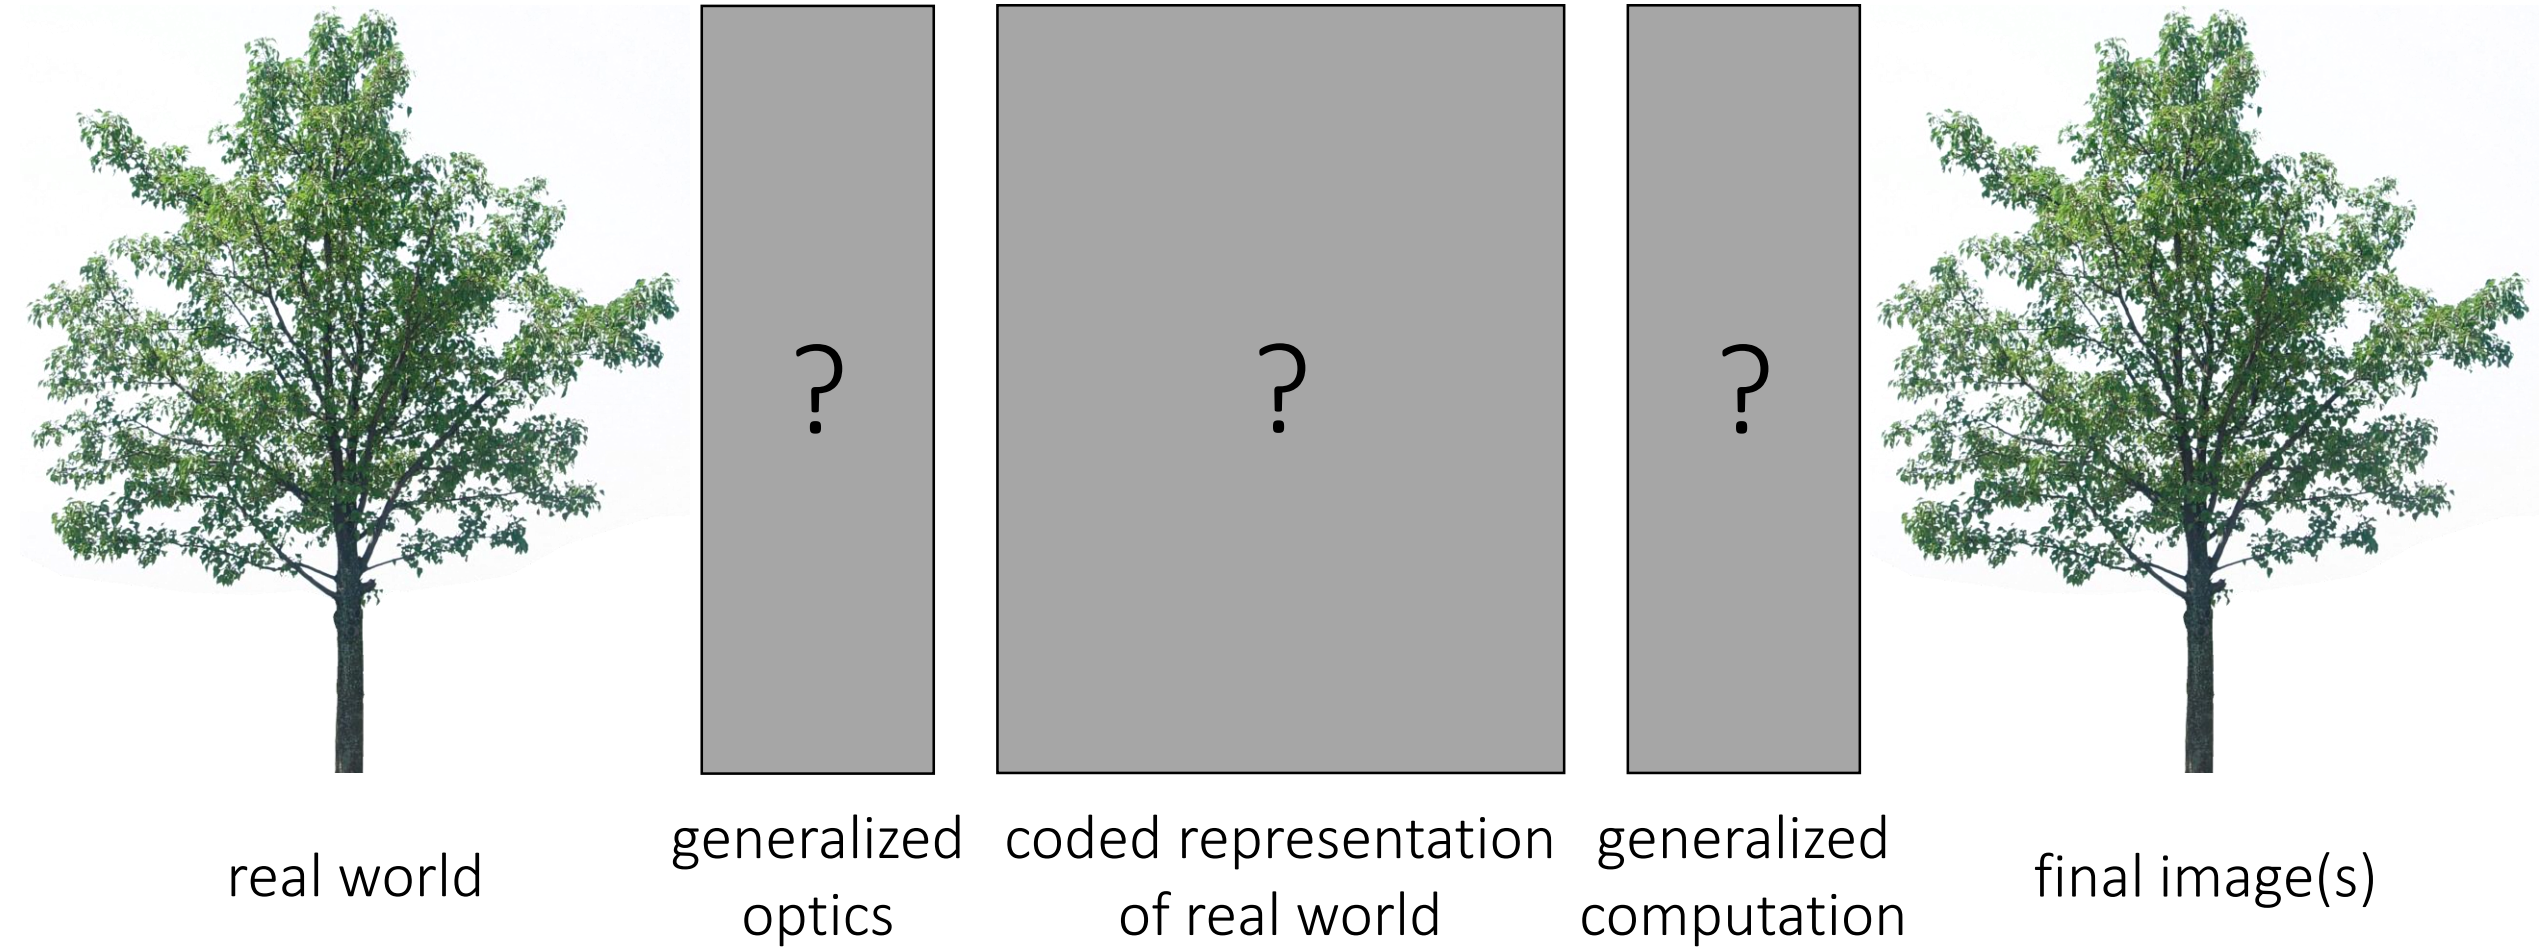 ?
?
?
real world
generalized
optics
coded representation
of real world
generalized
computation
final image(s)